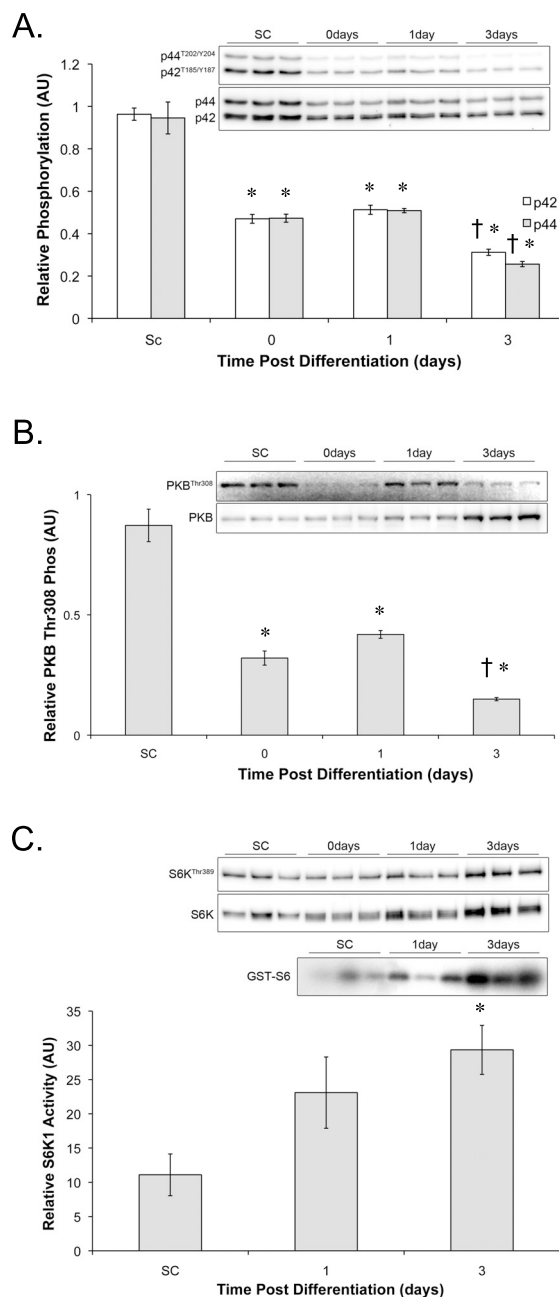 A.
SC 0days 1day 3days
p44T202/Y204
p42T185/Y187
p44
p42
Relative Phosphorylation (AU)
1.2
1
0.8
0.6
0.4
0.2
0
* * * * † * † *
p42
p44
Sc 0 1 3
Time Post Differentiation (days)
B.
SC 0days 1day 3days
PKBThr308
PKB
Relative PKB Thr308 Phos (AU)
1
0.5
0
* * † *
SC 0 1 3
Time Post Differentiation (days)
C.
SC 0days 1day 3days
S6KThr389
S6K
SC 1day 3days
GST-S6
Relative S6K1 Activity (AU)
35
30
25
20
15
10
5
0
*
SC 1 3
Time Post Differentiation (days)